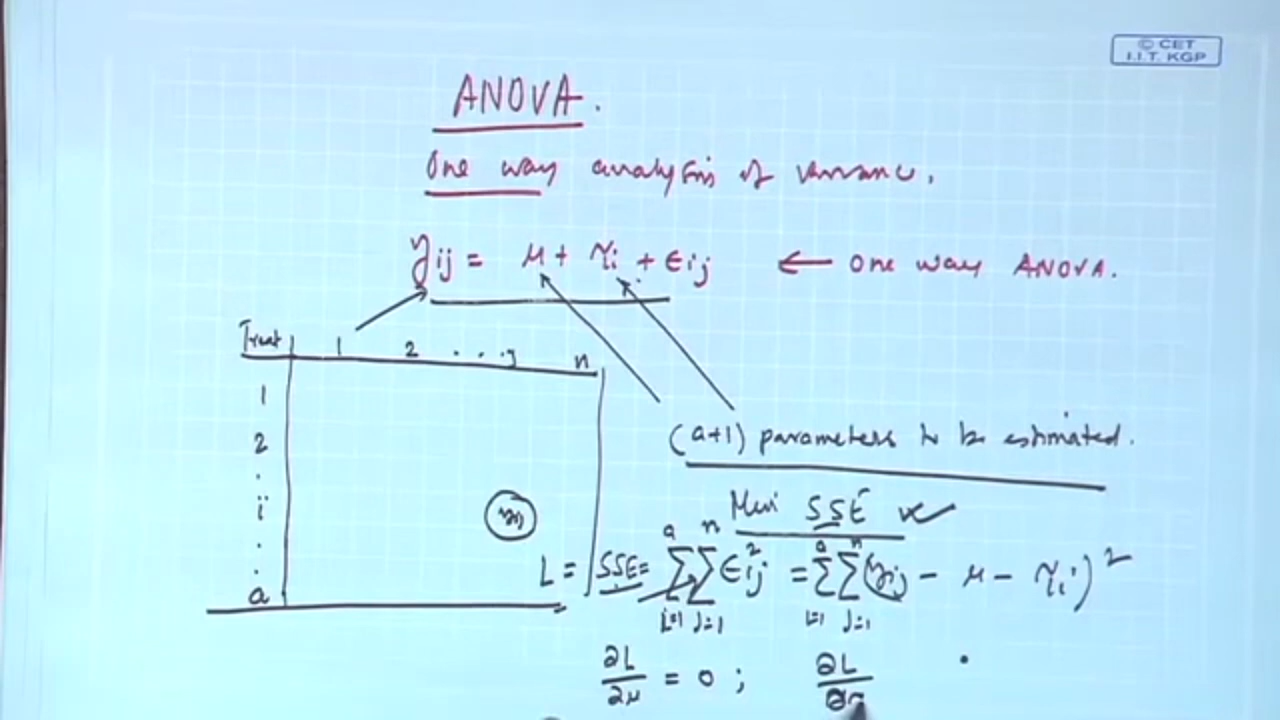 © CET
I.I.T. KGP
ANOVA.
One way analysis of variance.
yij = μ + τi + εij ← one way ANOVA.
Treat 1 2 . . . j n
1
2
.
i
yij
.
a
(a+1) parameters to be estimated.
Min SSE
L = SSE = ∑i=1^a ∑j=1^n εij² = ∑i=1^a ∑j=1^n (yij - μ - τi)²
∂L/∂μ = 0 ; ∂L/∂